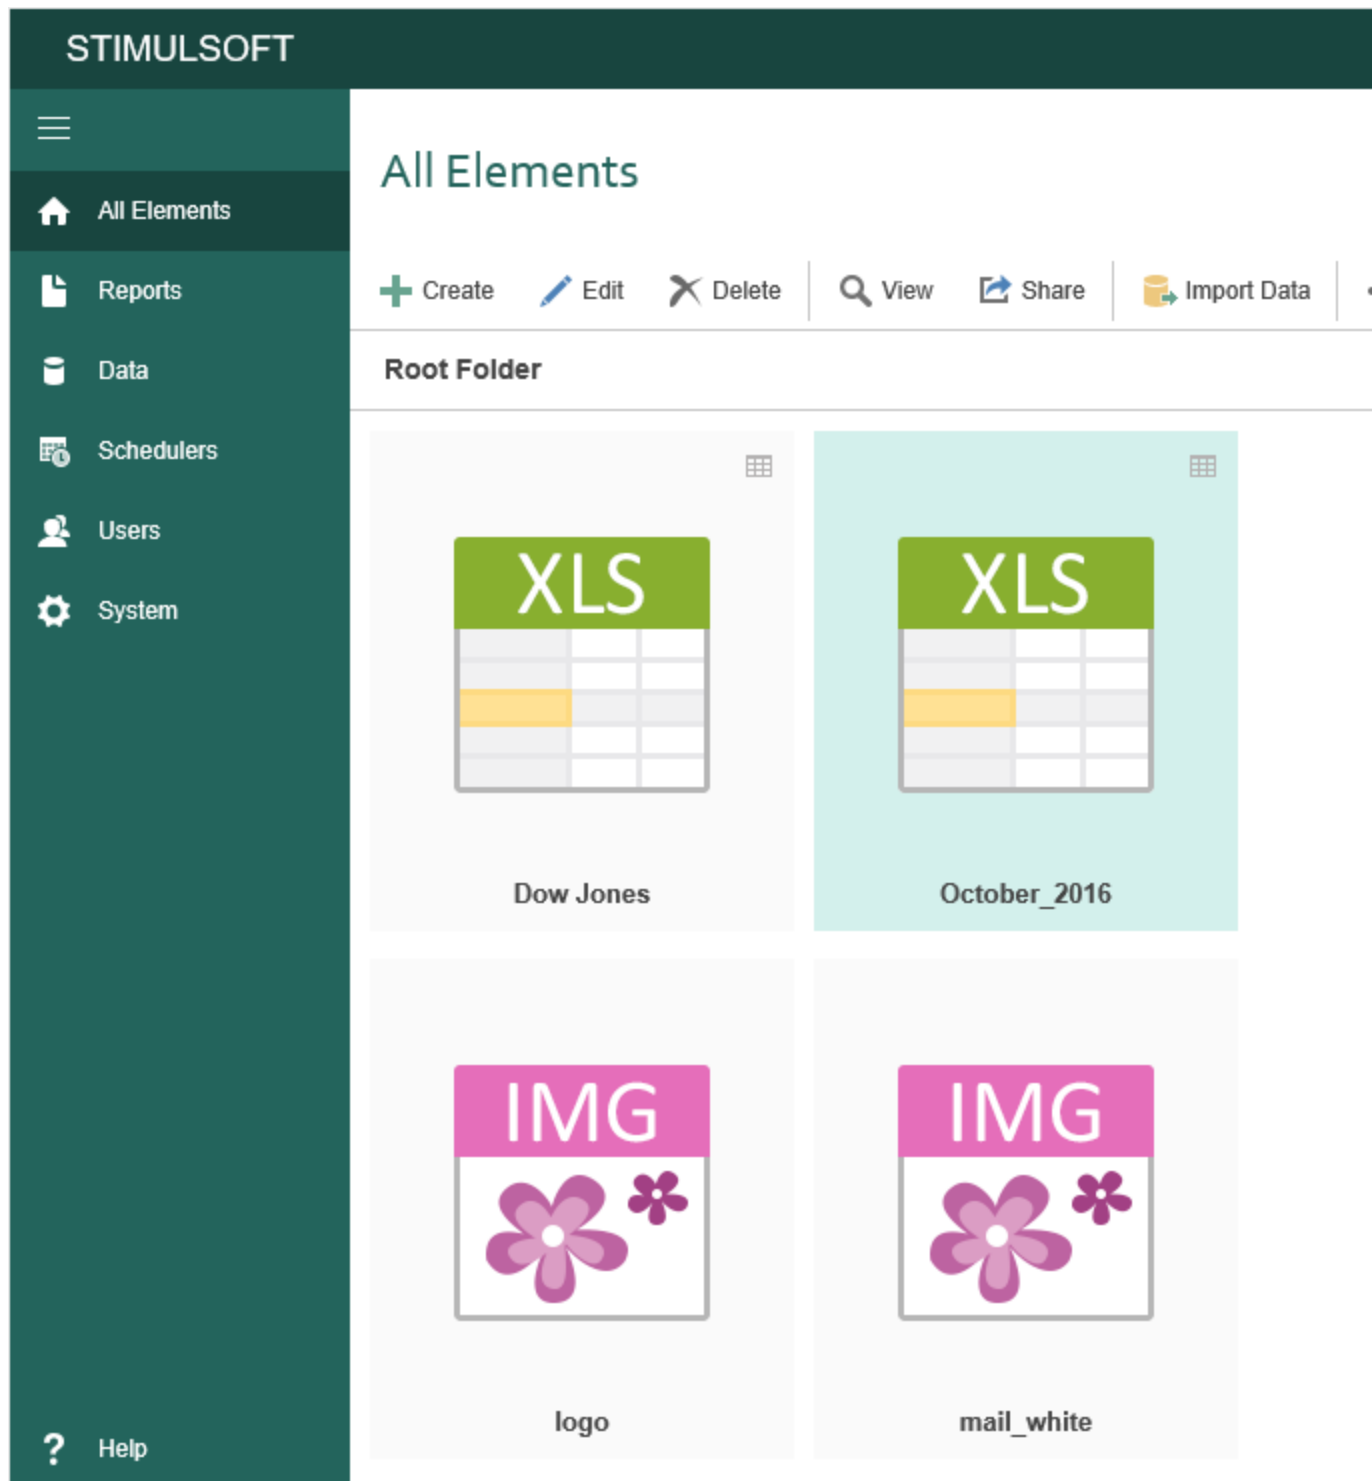 STIMULSOFT
All Elements
All Elements
Reports
Data
Schedulers
Users
System
Help
Create Edit Delete View Share Import Data
Root Folder
XLS XLS
Dow Jones October_2016
IMG IMG
logo mail_white